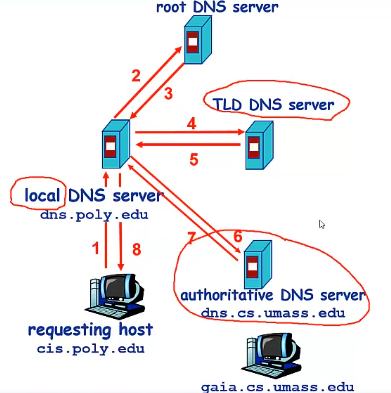 root DNS server
2
3
TLD DNS server
4
5
local DNS server
dns.poly.edu
1
8
7
6
authoritative DNS server
dns.cs.umass.edu
requesting host
cis.poly.edu
gaia.cs.umass.edu